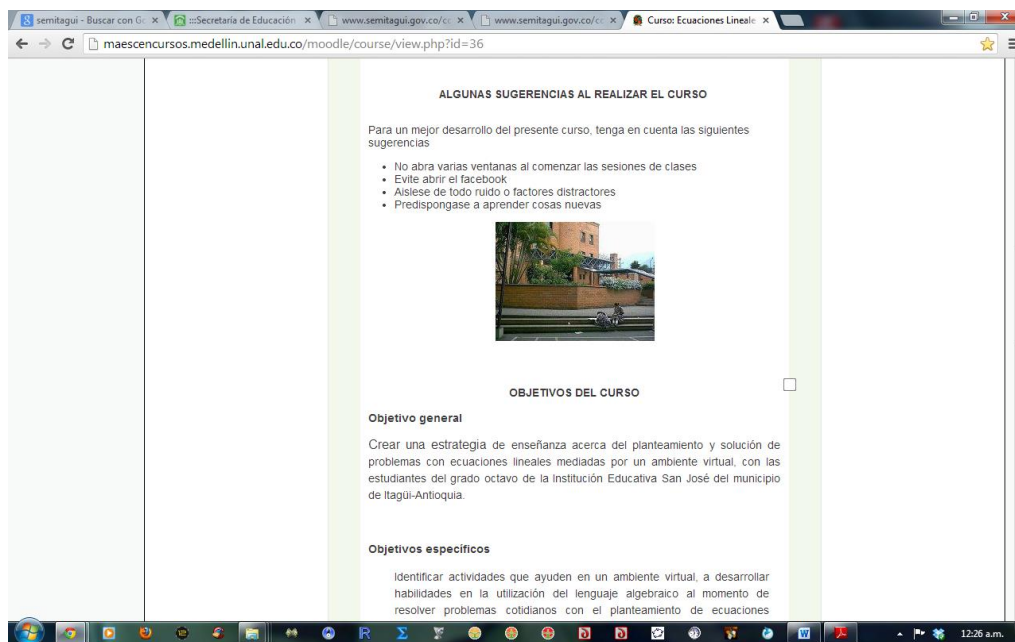 semitagui - Buscar con Go
:::Secretaría de Educación
www.semitagui.gov.co/cc
www.semitagui.gov.co/cc
Curso: Ecuaciones Lineale
maescencursos.medellin.unal.edu.co/moodle/course/view.php?id=36
ALGUNAS SUGERENCIAS AL REALIZAR EL CURSO
Para un mejor desarrollo del presente curso, tenga en cuenta las siguientes
sugerencias
• No abra varias ventanas al comenzar las sesiones de clases
• Evite abrir el facebook
• Aislese de todo ruido o factores distractores
• Predispongase a aprender cosas nuevas
OBJETIVOS DEL CURSO
Objetivo general
Crear una estrategia de enseñanza acerca del planteamiento y solución de
problemas con ecuaciones lineales mediadas por un ambiente virtual, con las
estudiantes del grado octavo de la Institución Educativa San José del municipio
de Itagüi-Antioquia.
Objetivos específicos
Identificar actividades que ayuden en un ambiente virtual, a desarrollar
habilidades en la utilización del lenguaje algebraico al momento de
resolver problemas cotidianos con el planteamiento de ecuaciones
12:26 a.m.